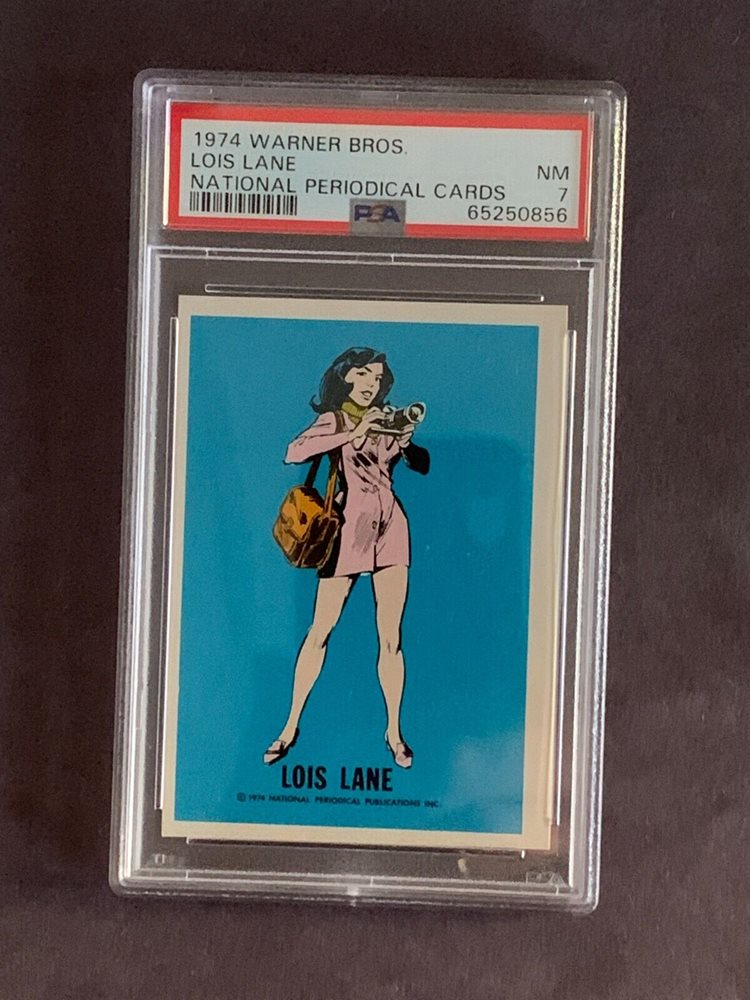 1974 WARNER BROS.
LOIS LANE NM
NATIONAL PERIODICAL CARDS 7
PSA 65250856
LOIS LANE
© 1974 NATIONAL PERIODICAL PUBLICATIONS INC.